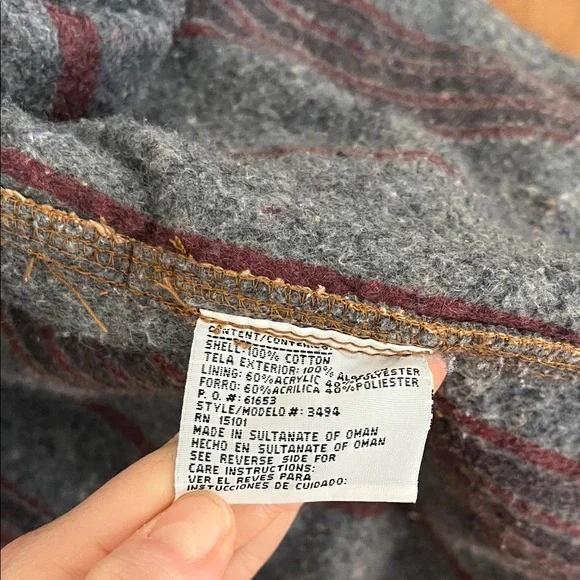 CONTENT/CONTENIDO
SHELL:100% COTTON
TELA EXTERIOR:100%
LINING: 60%ACRYLIC POLYESTER
FORRO: 60%ACRILICA 40%POLIESTER
P. O. #: 61653
STYLE/MODELO #: 3494
RN 15101
MADE IN SULTANATE OF OMAN
HECHO EN SULTANATE OF OMAN
SEE REVERSE SIDE FOR
CARE INSTRUCTIONS:
VER EL REVES PARA
INSTUCCIONES DE CUIDADO: